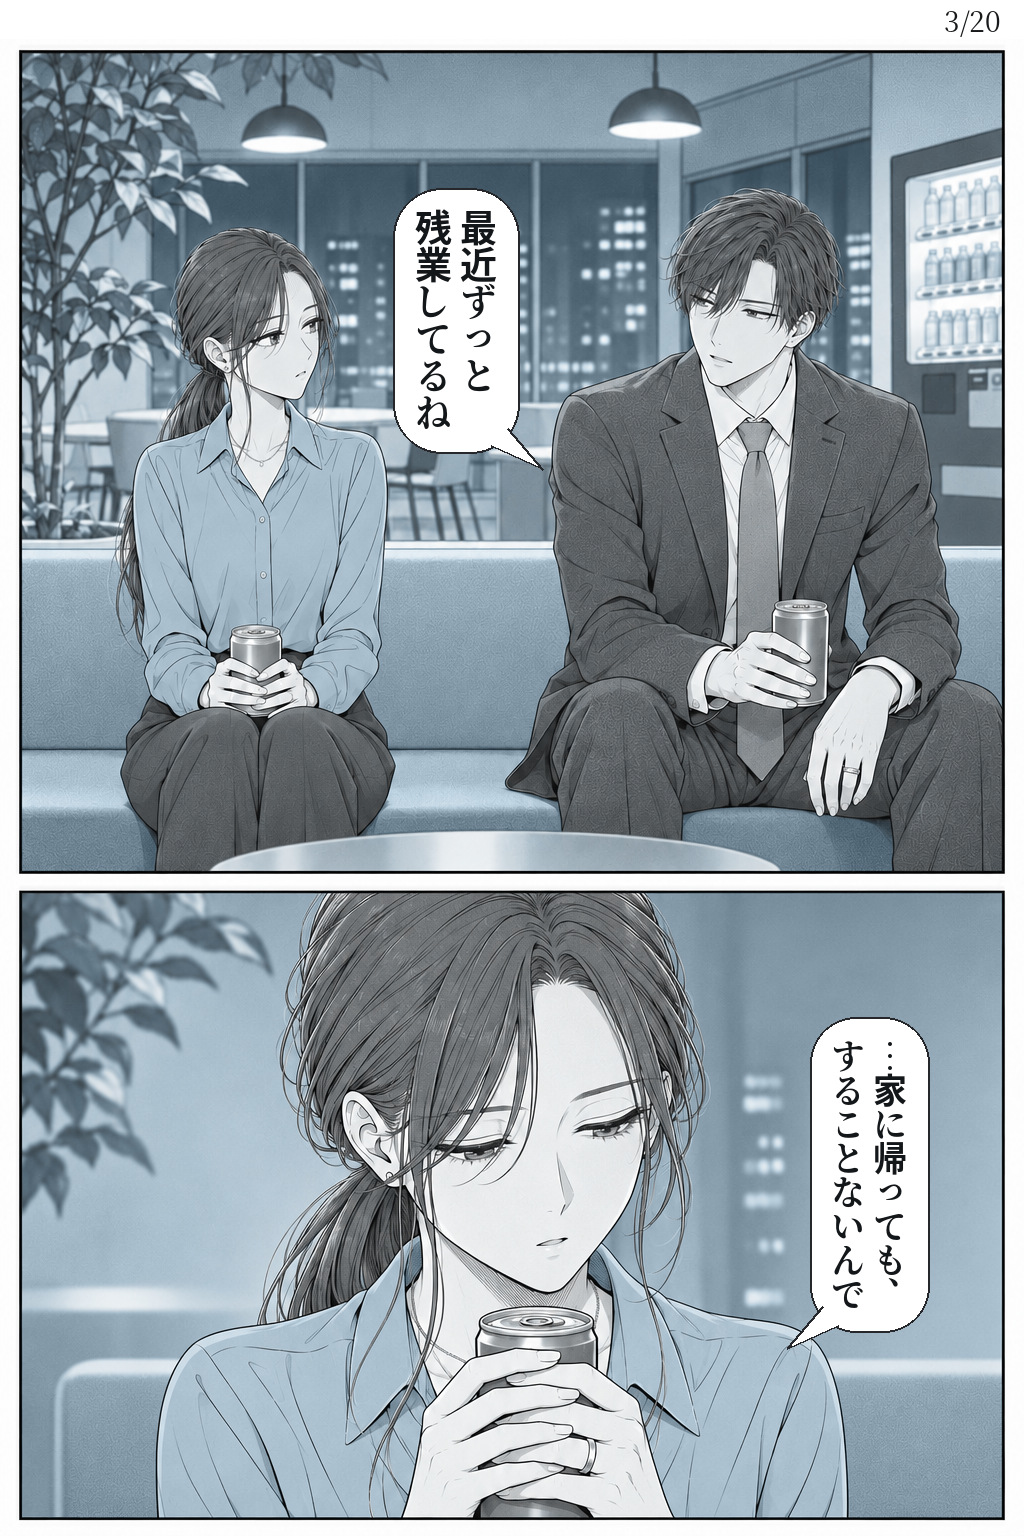 3/20
最近ずっと
残業してるね
…家に帰っても、
することないんで